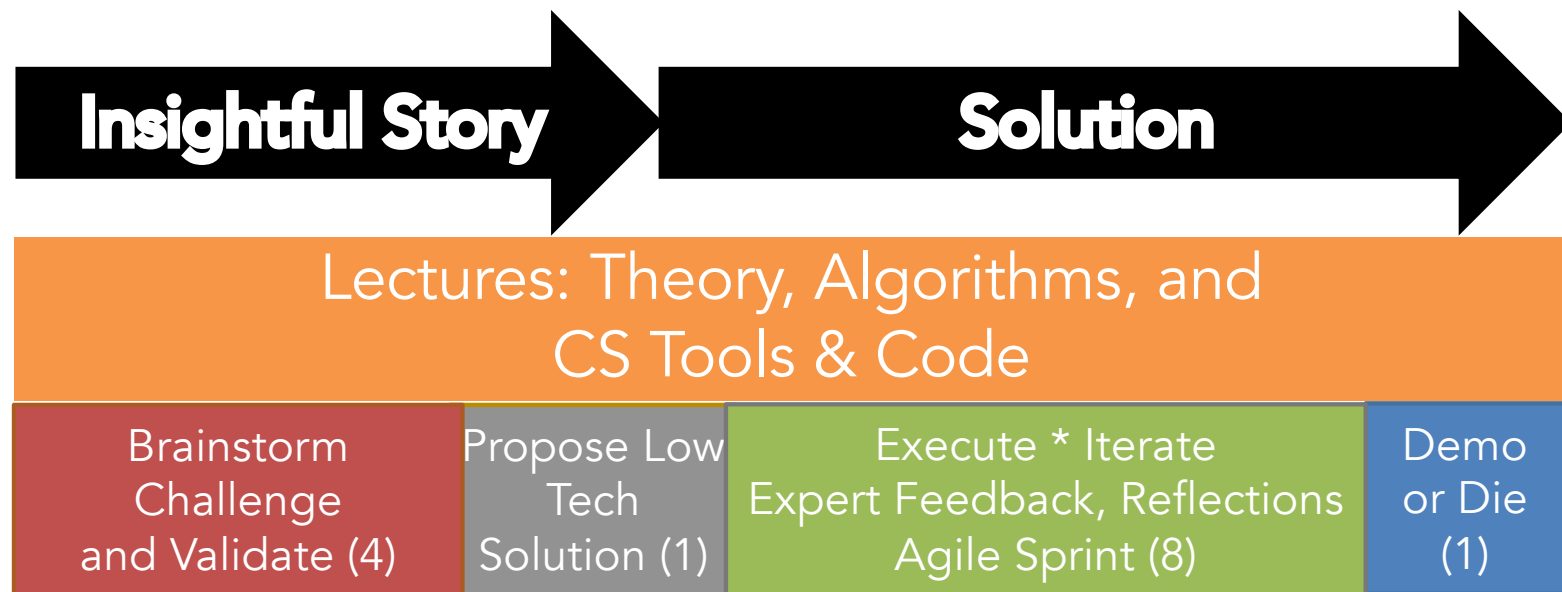 Insightful Story
Solution
Lectures: Theory, Algorithms, and
CS Tools & Code
Brainstorm
Challenge
and Validate (4)
Propose Low
Tech
Solution (1)
Execute * Iterate
Expert Feedback, Reflections
Agile Sprint (8)
Demo
or Die
(1)